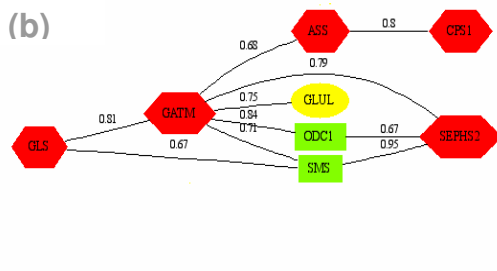 (b)
ASS
0.8
CPS1
0.68
0.79
0.75
GLUL
GATM
0.84
0.71
0.81
ODC1
0.67
SEPHS2
GLS
0.67
0.95
SMS